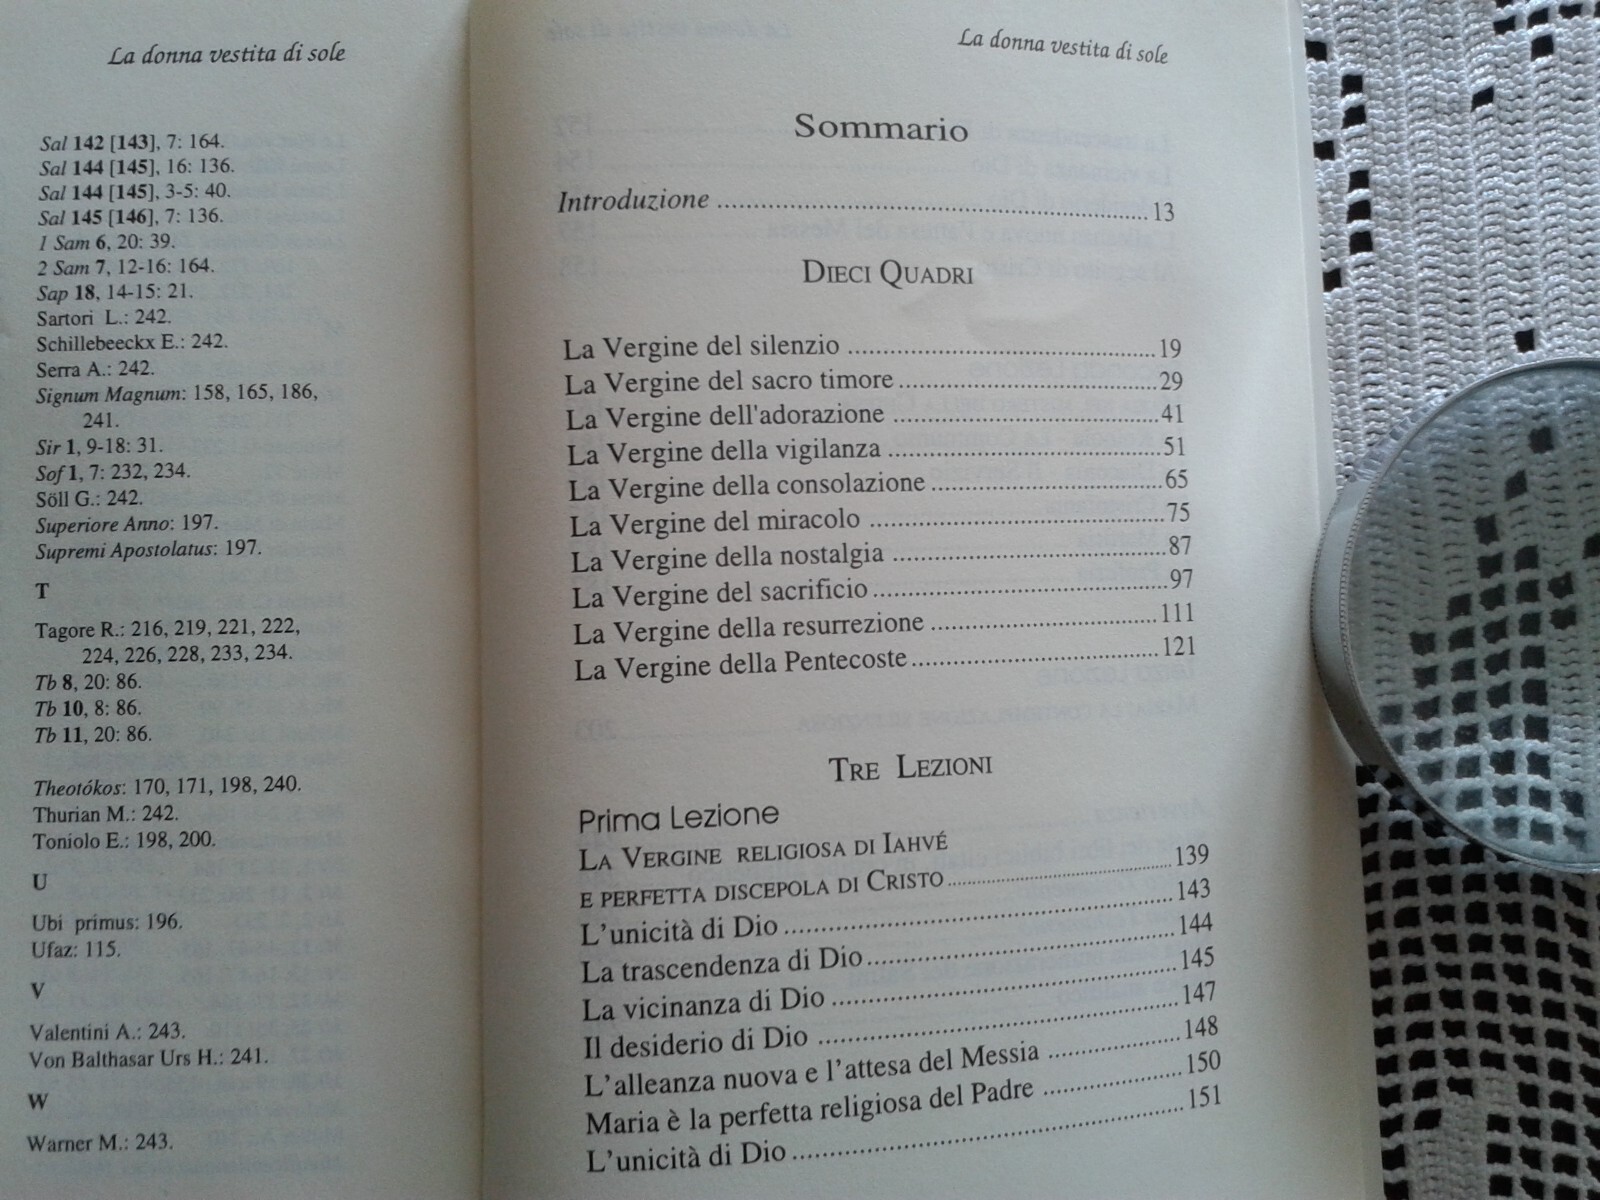 La donna vestita di sole
Sal 142 [143], 7: 164.
Sal 144 [145], 16: 136.
Sal 144 [145], 3-5: 40.
Sal 145 [146], 7: 136.
1 Sam 6, 20: 39.
2 Sam 7, 12-16: 164.
Sap 18, 14-15: 21.
Sartori L.: 242.
Schillebeeckx E.: 242.
Serra A.: 242.
Signum Magnum: 158, 165, 186,
241.
Sir 1, 9-18: 31.
Sof 1, 7: 232, 234.
Söll G.: 242.
Superiore Anno: 197.
Supremi Apostolatus: 197.
T
Tagore R.: 216, 219, 221, 222,
224, 226, 228, 233, 234.
Tb 8, 20: 86.
Tb 10, 8: 86.
Tb 11, 20: 86.
Theotókos: 170, 171, 198, 240.
Thurian M.: 242.
Toniolo E.: 198, 200.
U
Ubi primus: 196.
Ufaz: 115.
V
Valentini A.: 243.
Von Balthasar Urs H.: 241.
W
Warner M.: 243.
La donna vestita di sole
Sommario
Introduzione ........ 13
DIECI QUADRI
La Vergine del silenzio ........ 19
La Vergine del sacro timore ........ 29
La Vergine dell'adorazione ........ 41
La Vergine della vigilanza ........ 51
La Vergine della consolazione ........ 65
La Vergine del miracolo ........ 75
La Vergine della nostalgia ........ 87
La Vergine del sacrificio ........ 97
La Vergine della resurrezione ........ 111
La Vergine della Pentecoste ........ 121
TRE LEZIONI
Prima Lezione
LA VERGINE RELIGIOSA DI IAHVÉ
E PERFETTA DISCEPOLA DI CRISTO ........ 139
L'unicità di Dio ........ 143
La trascendenza di Dio ........ 144
La vicinanza di Dio ........ 145
Il desiderio di Dio ........ 147
L'alleanza nuova e l'attesa del Messia ........ 148
Maria è la perfetta religiosa del Padre ........ 150
L'unicità di Dio ........ 151